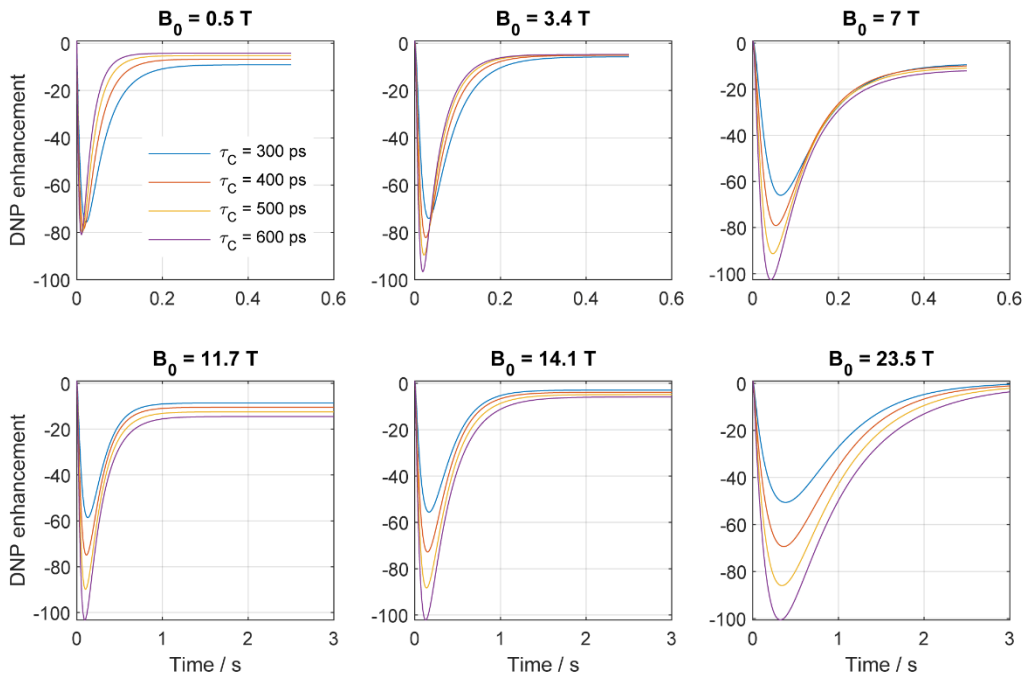 B₀ = 0.5 T
B₀ = 3.4 T
B₀ = 7 T
DNP enhancement
0
-20
-40
-60
-80
-100
0 0.2 0.4 0.6
τ_C = 300 ps
τ_C = 400 ps
τ_C = 500 ps
τ_C = 600 ps
0
-20
-40
-60
-80
-100
0 0.2 0.4 0.6
0
-20
-40
-60
-80
-100
0 0.2 0.4 0.6
B₀ = 11.7 T
B₀ = 14.1 T
B₀ = 23.5 T
DNP enhancement
0
-20
-40
-60
-80
-100
0 1 2 3
Time / s
0
-20
-40
-60
-80
-100
0 1 2 3
Time / s
0
-20
-40
-60
-80
-100
0 1 2 3
Time / s